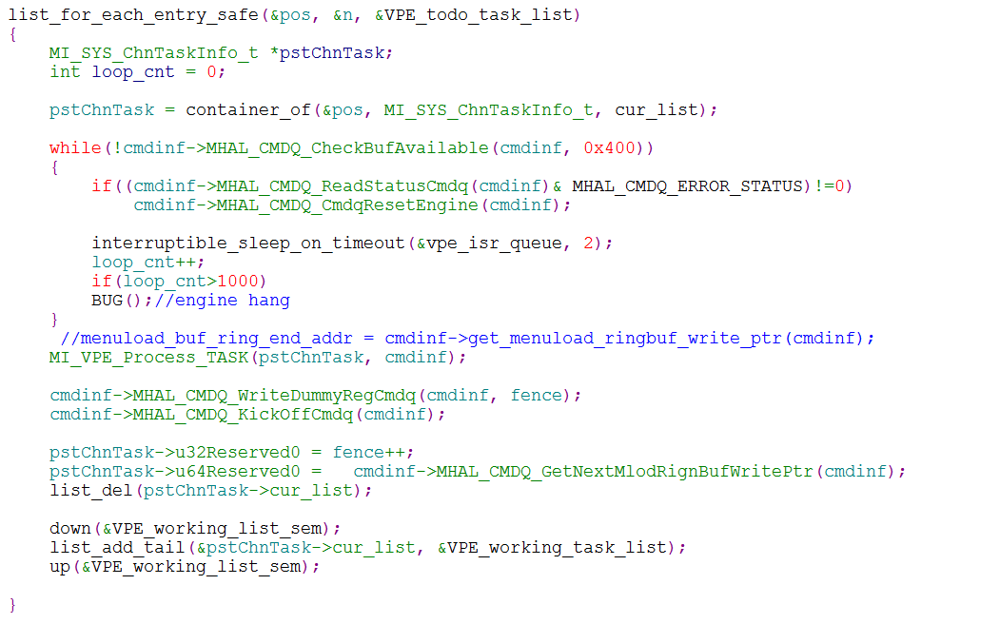 list_for_each_entry_safe(&pos, &n, &VPE_todo_task_list)
{
    MI_SYS_ChnTaskInfo_t *pstChnTask;
    int loop_cnt = 0;

    pstChnTask = container_of(&pos, MI_SYS_ChnTaskInfo_t, cur_list);

    while(!cmdinf->MHAL_CMDQ_CheckBufAvailable(cmdinf, 0x400))
    {
        if((cmdinf->MHAL_CMDQ_ReadStatusCmdq(cmdinf)& MHAL_CMDQ_ERROR_STATUS)!=0)
            cmdinf->MHAL_CMDQ_CmdqResetEngine(cmdinf);

        interruptible_sleep_on_timeout(&vpe_isr_queue, 2);
        loop_cnt++;
        if(loop_cnt>1000)
        BUG();//engine hang
    }
     //menuload_buf_ring_end_addr = cmdinf->get_menuload_ringbuf_write_ptr(cmdinf);
    MI_VPE_Process_TASK(pstChnTask, cmdinf);

    cmdinf->MHAL_CMDQ_WriteDummyRegCmdq(cmdinf, fence);
    cmdinf->MHAL_CMDQ_KickOffCmdq(cmdinf);

    pstChnTask->u32Reserved0 = fence++;
    pstChnTask->u64Reserved0 =   cmdinf->MHAL_CMDQ_GetNextMlodRignBufWritePtr(cmdinf);
    list_del(pstChnTask->cur_list);

    down(&VPE_working_list_sem);
    list_add_tail(&pstChnTask->cur_list, &VPE_working_task_list);
    up(&VPE_working_list_sem);

}